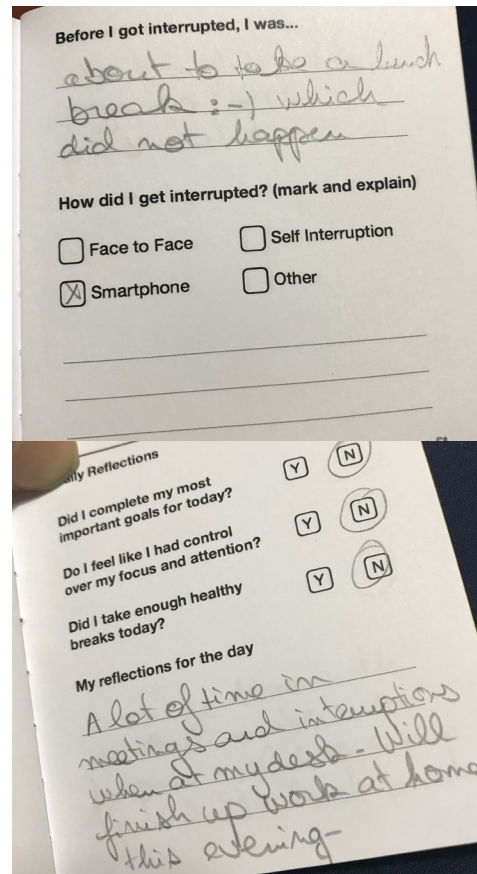 Before I got interrupted, I was...
about to take a lunch
break :-) which
did not happen
How did I get interrupted? (mark and explain)
Face to Face
Self Interruption
X Smartphone
Other
ily Reflections
Did I complete my most
important goals for today?
Y N
Do I feel like I had control
over my focus and attention?
Y N
Did I take enough healthy
breaks today?
Y N
My reflections for the day
A lot of time in
meetings and interruptions
when at my desk - Will
finish up work at home
this evening-